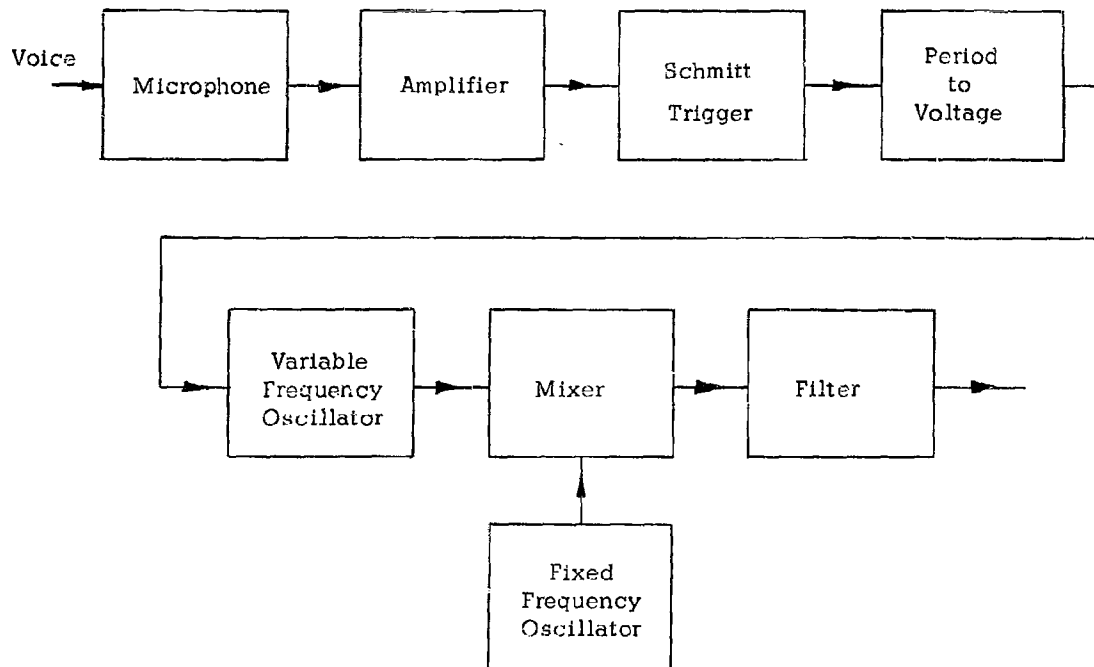 Voice
Microphone
Amplifier
Schmitt
Trigger
Period
to
Voltage
Variable
Frequency
Oscillator
Mixer
Filter
Fixed
Frequency
Oscillator